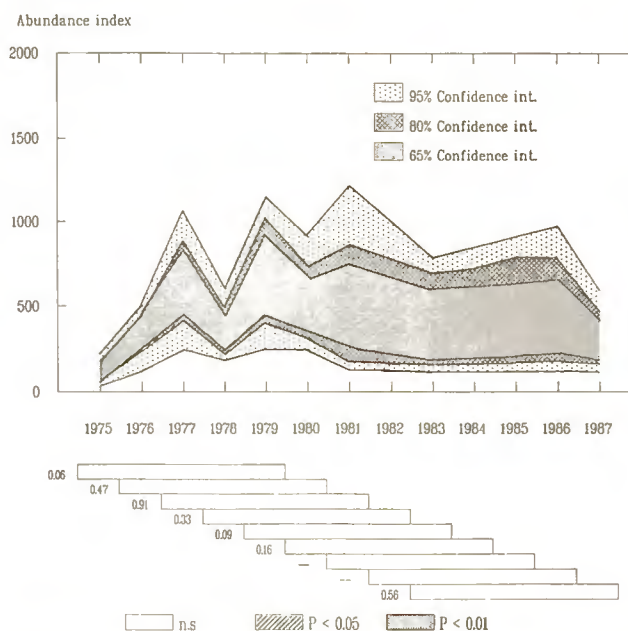 Abundance index
2000
1500
1000
500
0
95% Confidence int.
80% Confidence int.
65% Confidence int.
1975 1976 1977 1978 1979 1980 1981 1982 1983 1984 1985 1986 1987
0.06
0.47
0.91
0.33
0.09
0.16
—
--
0.56
n.s P < 0.05 P < 0.01